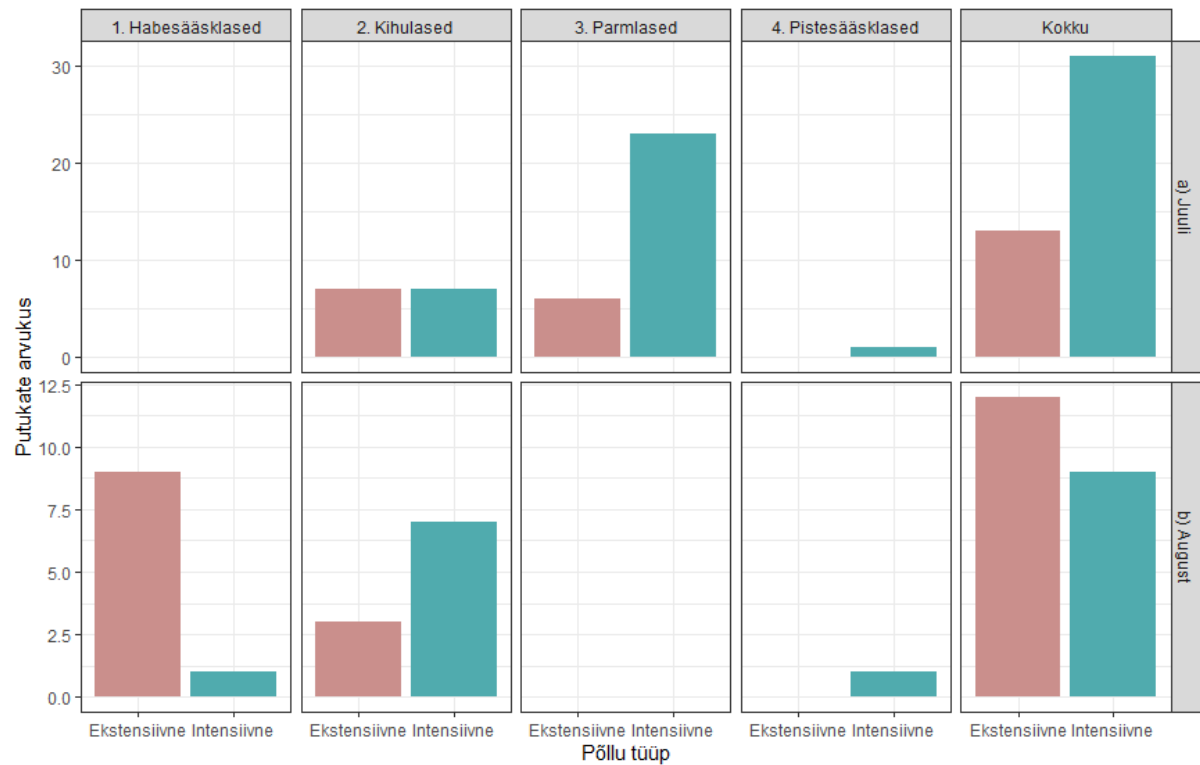 1. Habesääsklased 2. Kihulased 3. Parmlased 4. Pistesääsklased Kokku
30
20
10
0
a) Juuli
Putukate arvukus
12.5
10.0
7.5
5.0
2.5
0.0
b) August
Ekstensiivne Intensiivne Ekstensiivne Intensiivne Ekstensiivne Intensiivne Ekstensiivne Intensiivne Ekstensiivne Intensiivne
Põllu tüüp